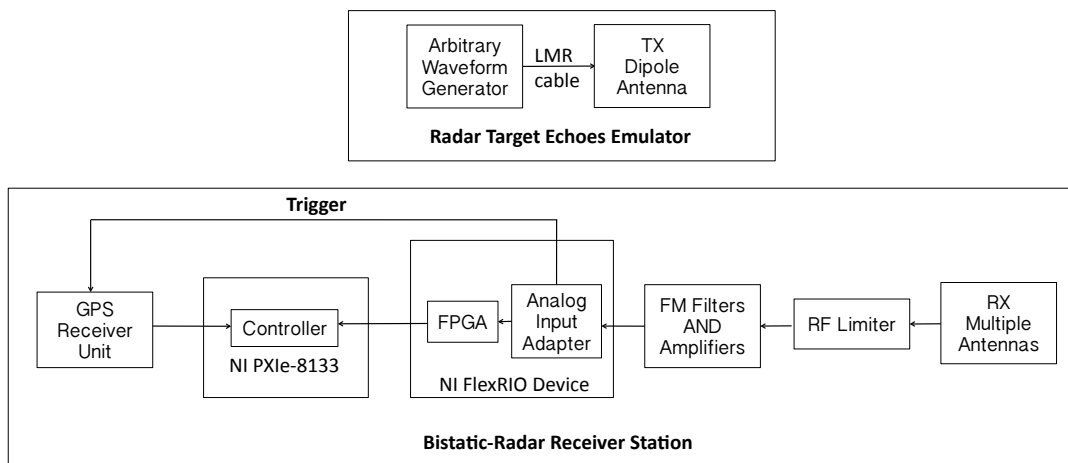 Arbitrary
Waveform
Generator
LMR
cable
TX
Dipole
Antenna
Radar Target Echoes Emulator
Trigger
GPS
Receiver
Unit
Controller
NI PXIe-8133
FPGA
Analog
Input
Adapter
NI FlexRIO Device
FM Filters
AND
Amplifiers
RF Limiter
RX
Multiple
Antennas
Bistatic-Radar Receiver Station